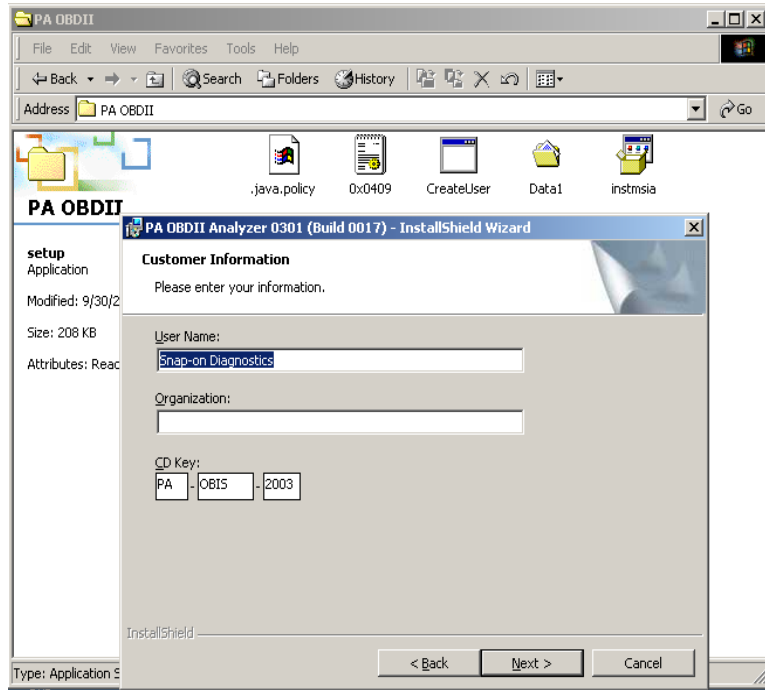 PA OBDII
File Edit View Favorites Tools Help
Back Search Folders History
Address PA OBDII Go
.java.policy 0x0409 CreateUser Data1 instmsia
PA OBDII
setup
Application
Modified: 9/30/2
Size: 208 KB
Attributes: Reac
PA OBDII Analyzer 0301 (Build 0017) - InstallShield Wizard
Customer Information
Please enter your information.
User Name:
Snap-on Diagnostics
Organization:
CD Key:
PA - OBIS - 2003
InstallShield
< Back Next > Cancel
Type: Application S